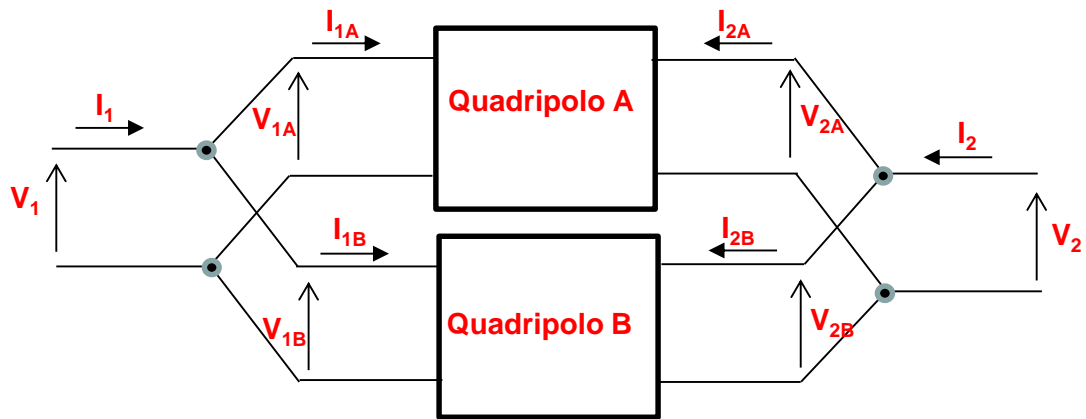 I1A
I2A
Quadripolo A
I1
V1A
V2A
I2
V1
I1B
I2B
V2
Quadripolo B
V1B
V2B